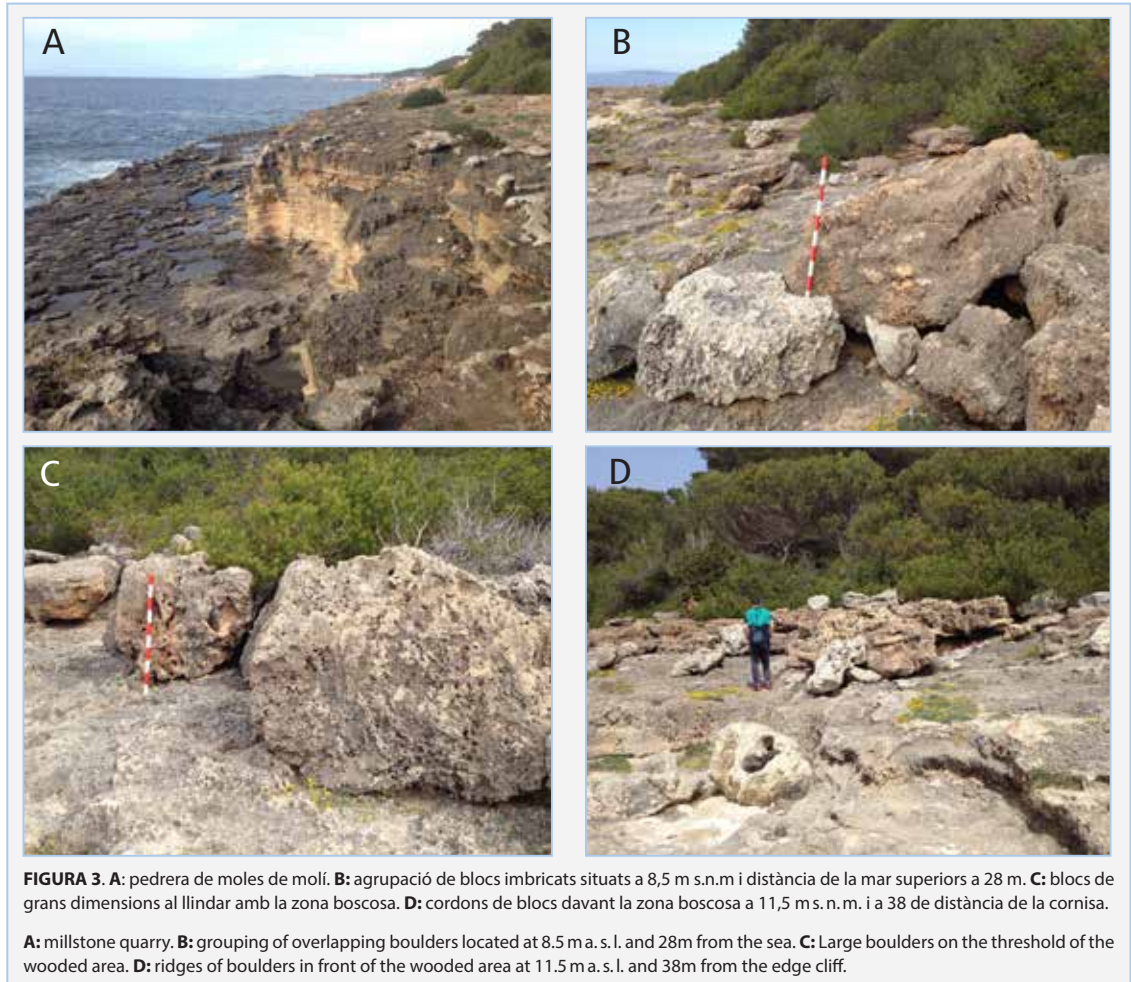 A
B
C
D
FIGURA 3. A: pedrera de moles de molí. B: agrupació de blocs imbricats situats a 8,5 m s.n.m i distància de la mar superiors a 28 m. C: blocs de
grans dimensions al llindar amb la zona boscosa. D: cordons de blocs davant la zona boscosa a 11,5 m s. n. m. i a 38 de distància de la cornisa.
A: millstone quarry. B: grouping of overlapping boulders located at 8.5 m a. s. l. and 28m from the sea. C: Large boulders on the threshold of the
wooded area. D: ridges of boulders in front of the wooded area at 11.5 m a. s. l. and 38m from the edge cliff.